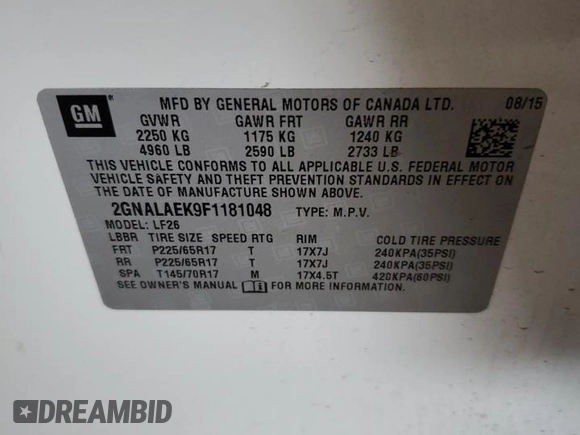 GM
MFD BY GENERAL MOTORS OF CANADA LTD. 08/15
GVWR GAWR FRT GAWR RR
2250 KG 1175 KG 1240 KG
4960 LB 2590 LB 2733 LB
THIS VEHICLE CONFORMS TO ALL APPLICABLE U.S. FEDERAL MOTOR
VEHICLE SAFETY AND THEFT PREVENTION STANDARDS IN EFFECT ON
THE DATE OF MANUFACTURE SHOWN ABOVE.
2GNALAEK9F1181048 TYPE: M.P.V.
MODEL: LF26
LBBR TIRE SIZE SPEED RTG RIM COLD TIRE PRESSURE
FRT P225/65R17 T 17X7J 240KPA(35PSI)
RR P225/65R17 T 17X7J 240KPA(35PSI)
SPA T145/70R17 M 17X4.5T 420KPA(60PSI)
SEE OWNER'S MANUAL FOR MORE INFORMATION.
DREAMBID